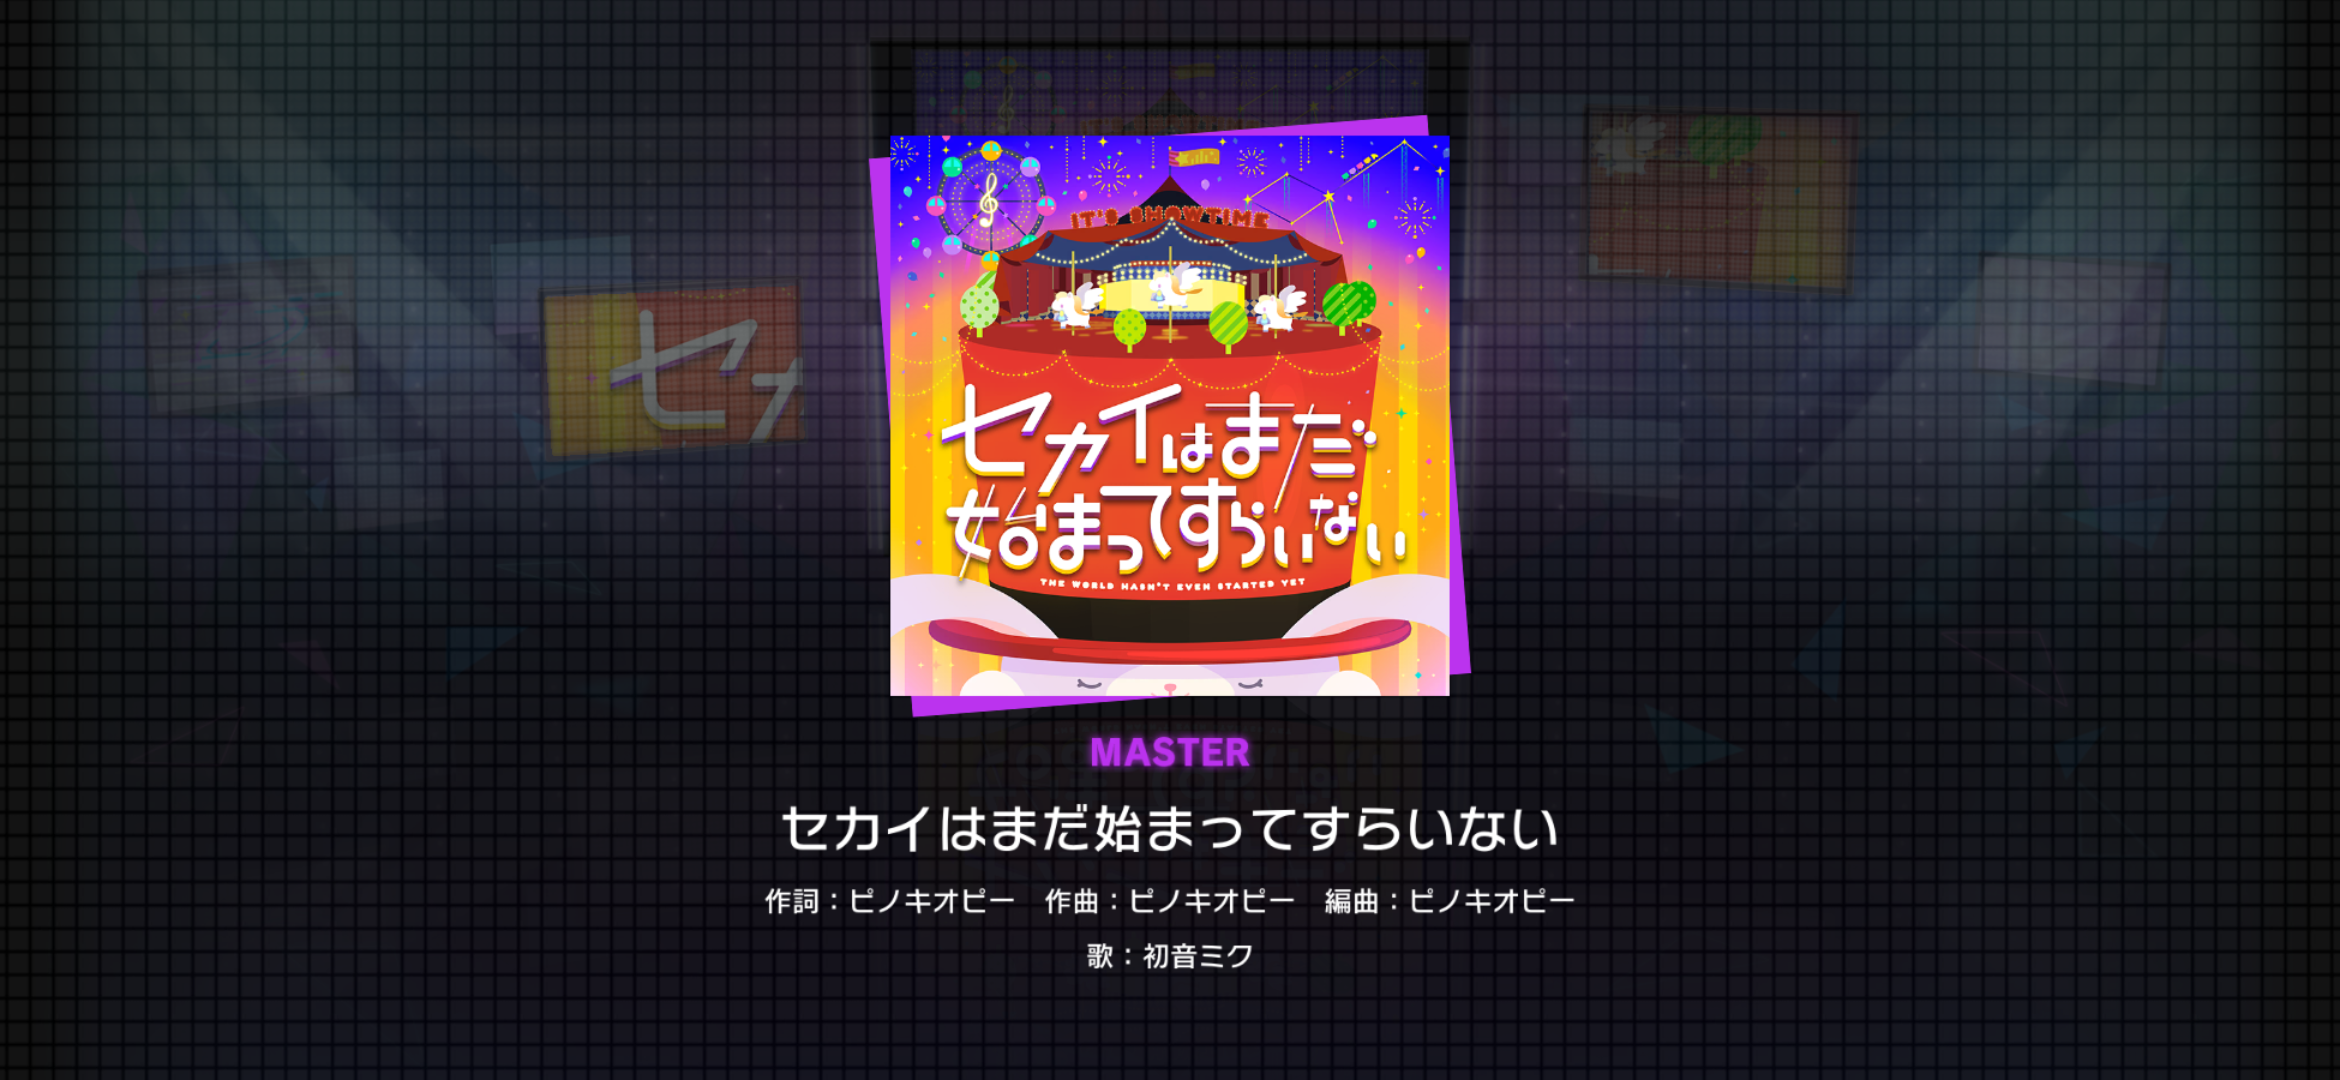 IT'S SHOWTIME
セカイはまだ
始まってすらいない
THE WORLD HASN'T EVEN STARTED YET
セカ
MASTER
セカイはまだ始まってすらいない
作詞：ピノキオピー　作曲：ピノキオピー　編曲：ピノキオピー
歌：初音ミク